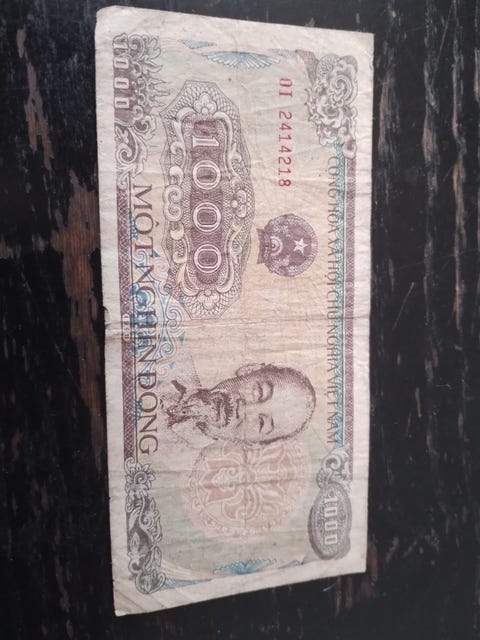 CỘNG HÒA XÃ HỘI CHỦ NGHĨA VIỆT NAM
1000
OI 2414218
1000
MỘT NGHÌN ĐỒNG
1000